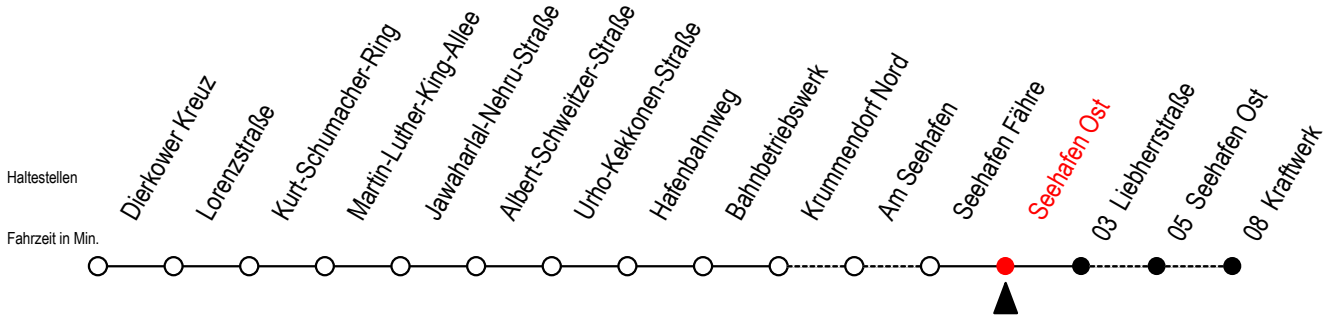 Haltestellen
Fahrzeit in Min.
Dierkower Kreuz
Lorenzstraße
Kurt-Schumacher-Ring
Martin-Luther-King-Allee
Jawaharlal-Nehru-Straße
Albert-Schweitzer-Straße
Urho-Kekkonen-Straße
Hafenbahnweg
Bahnbetriebswerk
Krummendorf Nord
Am Seehafen
Seehafen Fähre
Seehafen Ost
03 Liebherrstraße
05 Seehafen Ost
08 Kraftwerk